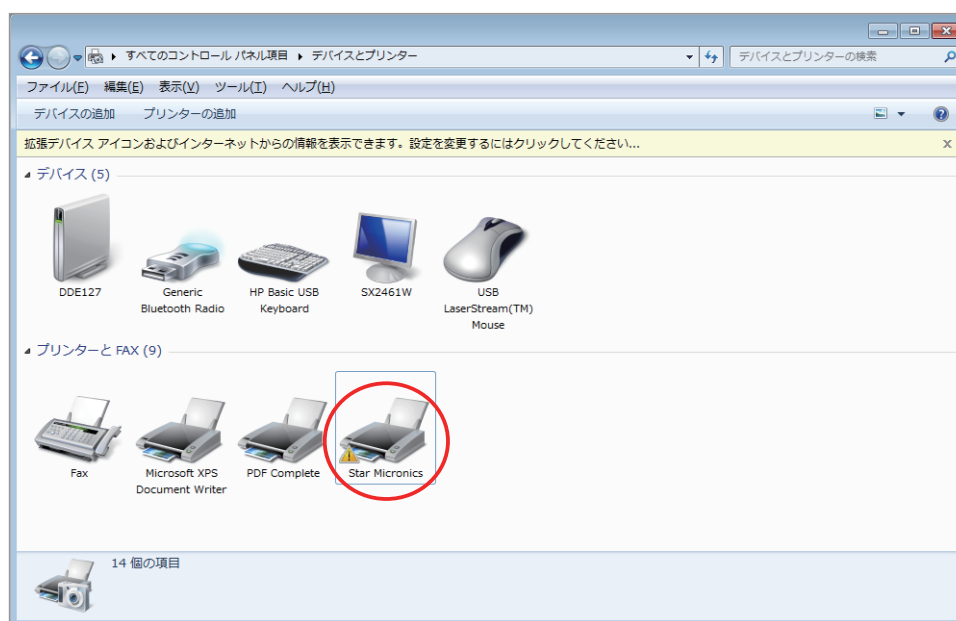 すべてのコントロール パネル項目 ▸ デバイスとプリンター
デバイスとプリンターの検索
ファイル(F) 編集(E) 表示(V) ツール(T) ヘルプ(H)
デバイスの追加 プリンターの追加
拡張デバイス アイコンおよびインターネットからの情報を表示できます。設定を変更するにはクリックしてください...
デバイス (5)
DDE127
Generic
Bluetooth Radio
HP Basic USB
Keyboard
SX2461W
USB
LaserStream(TM)
Mouse
プリンターと FAX (9)
Fax
Microsoft XPS
Document Writer
PDF Complete
Star Micronics
14 個の項目